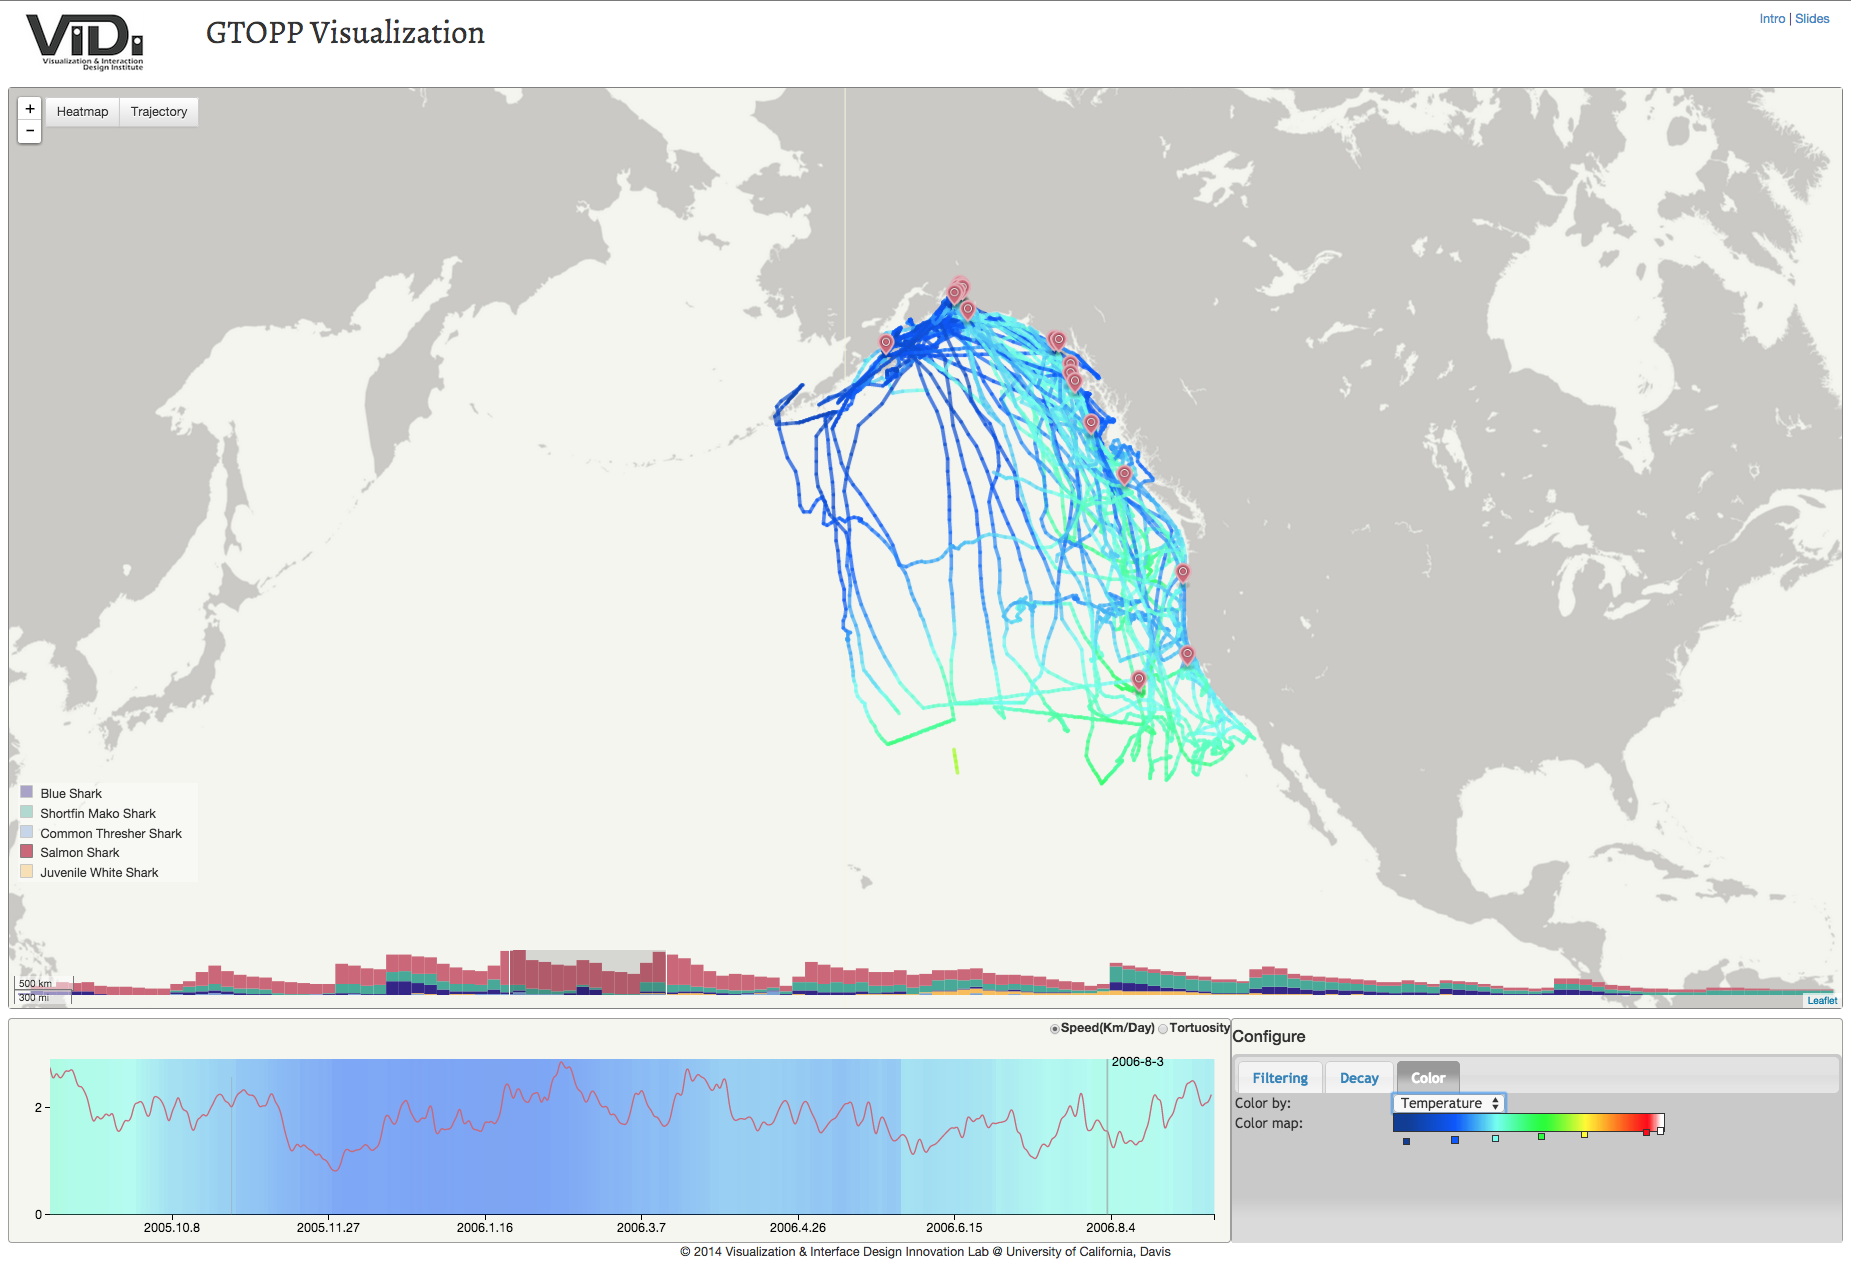 ViDi
Visualization & Interaction
Design Institute
GTOPP Visualization
Intro | Slides
+
−
Heatmap
Trajectory
Blue Shark
Shortfin Mako Shark
Common Thresher Shark
Salmon Shark
Juvenile White Shark
500 km
300 mi
Leaflet
Speed(Km/Day) Tortuosity
2006-8-3
2
0
2005.10.8
2005.11.27
2006.1.16
2006.3.7
2006.4.26
2006.6.15
2006.8.4
Configure
Filtering
Decay
Color
Color by:
Temperature
Color map:
© 2014 Visualization & Interface Design Innovation Lab @ University of California, Davis